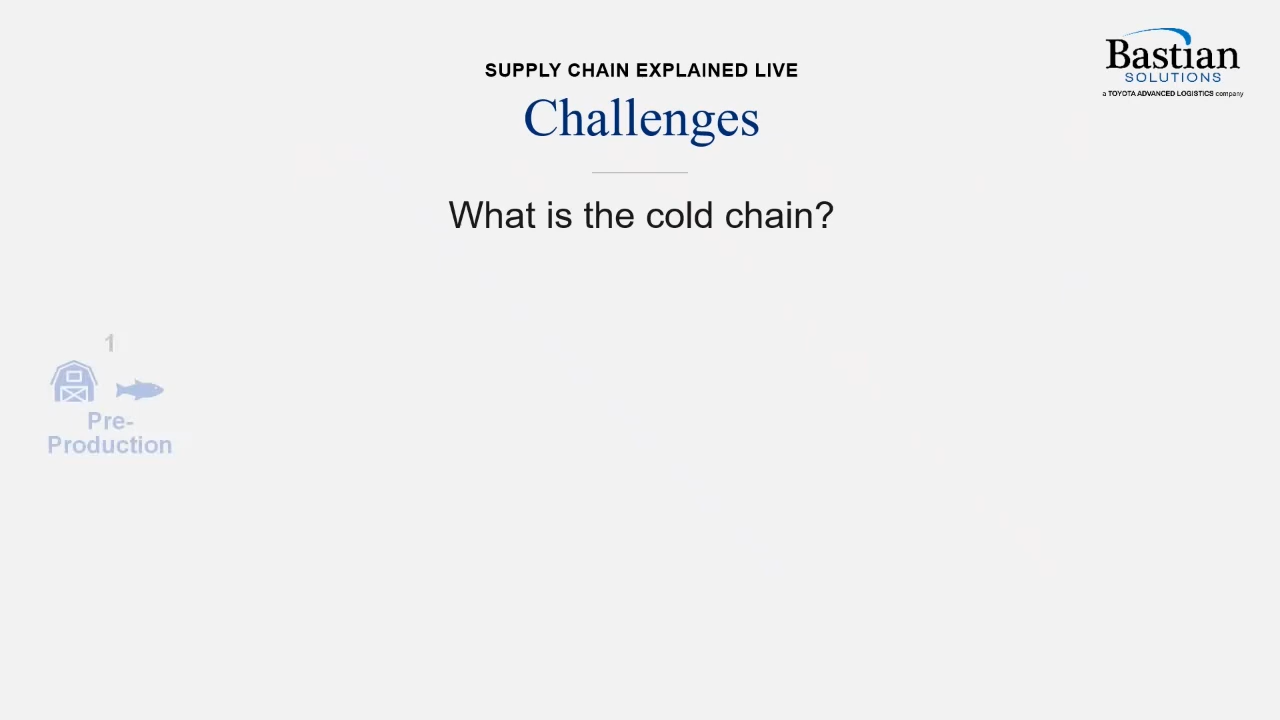 Bastian
SOLUTIONS
a TOYOTA ADVANCED LOGISTICS company
SUPPLY CHAIN EXPLAINED LIVE
Challenges
What is the cold chain?
1
Pre-
Production